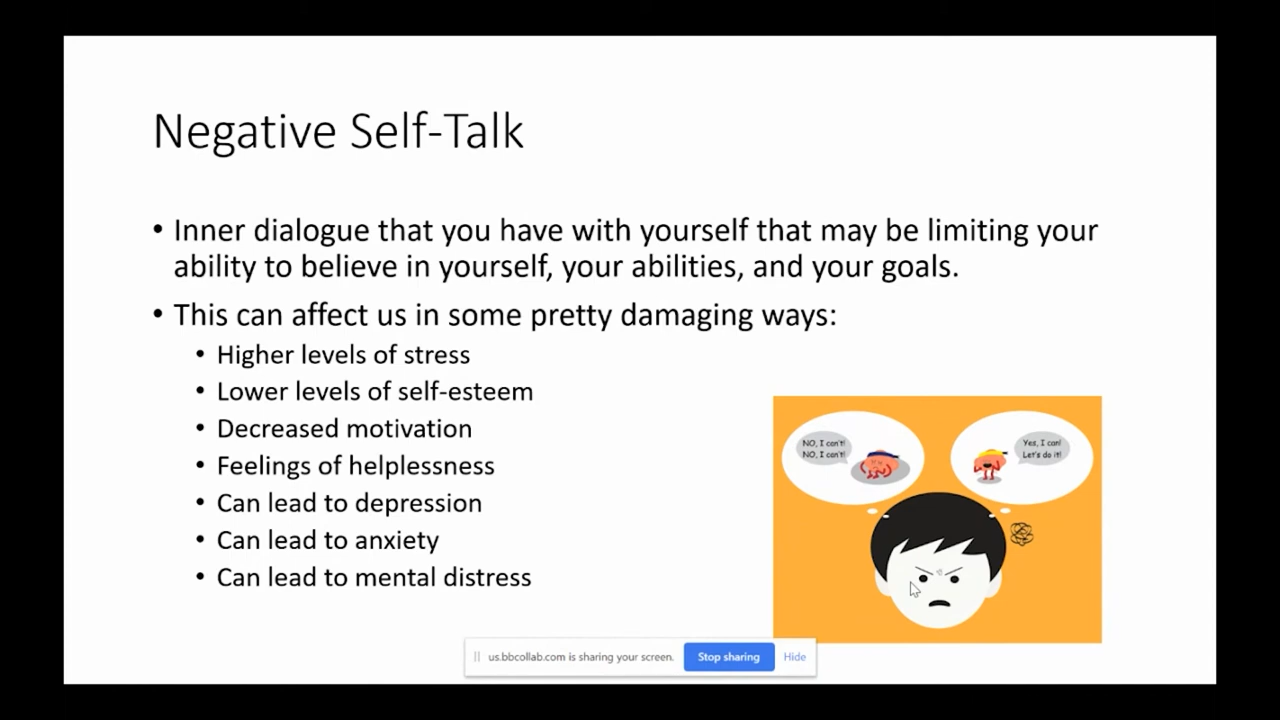 Negative Self-Talk
• Inner dialogue that you have with yourself that may be limiting your
ability to believe in yourself, your abilities, and your goals.
• This can affect us in some pretty damaging ways:
• Higher levels of stress
• Lower levels of self-esteem
• Decreased motivation
• Feelings of helplessness
• Can lead to depression
• Can lead to anxiety
• Can lead to mental distress
NO, I can't!
NO, I can't!
Yes, I can!
Let's do it!
us.bbcollab.com is sharing your screen.
Stop sharing
Hide